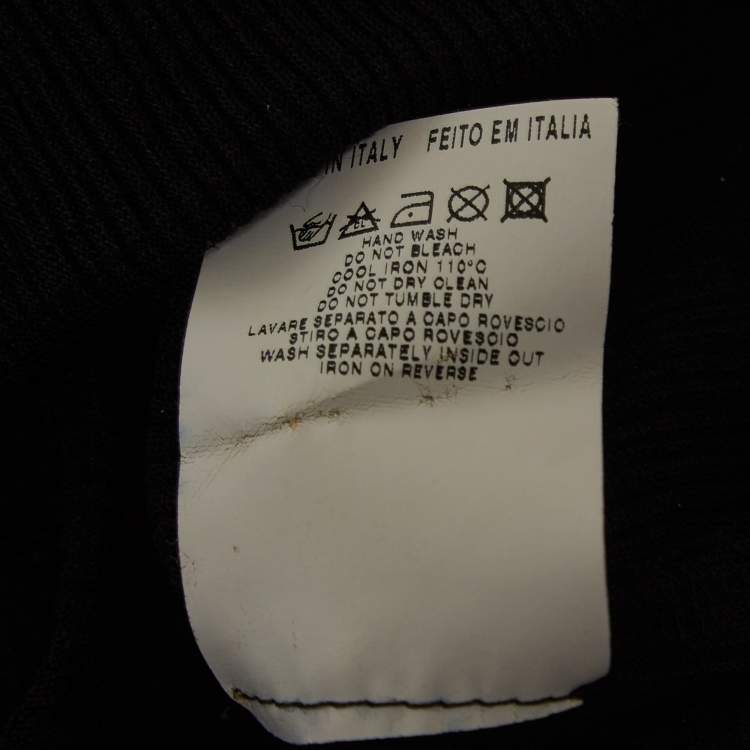 IN ITALY FEITO EM ITALIA
CL
HAND WASH
DO NOT BLEACH
COOL IRON 110°C
DO NOT DRY CLEAN
DO NOT TUMBLE DRY
LAVARE SEPARATO A CAPO ROVESCIO
STIRO A CAPO ROVESCIO
WASH SEPARATELY INSIDE OUT
IRON ON REVERSE